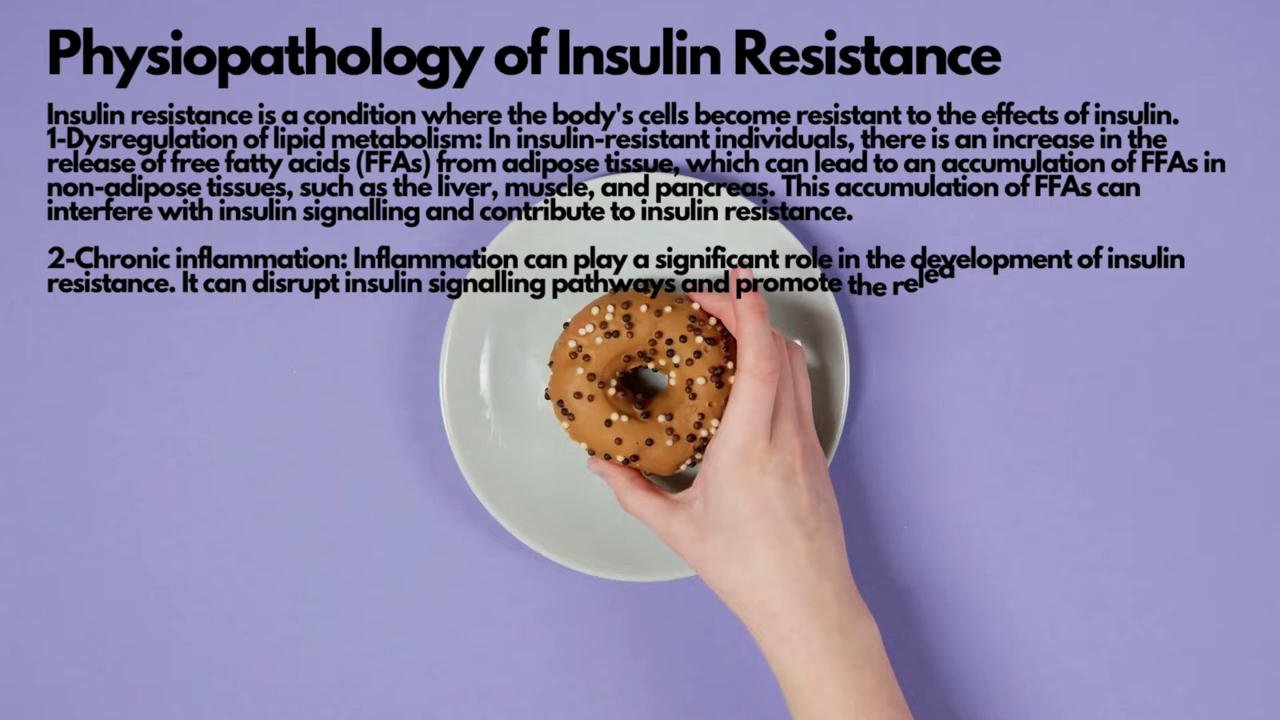 Physiopathology of Insulin Resistance
Insulin resistance is a condition where the body's cells become resistant to the effects of insulin.
1-Dysregulation of lipid metabolism: In insulin-resistant individuals, there is an increase in the
release of free fatty acids (FFAs) from adipose tissue, which can lead to an accumulation of FFAs in
non-adipose tissues, such as the liver, muscle, and pancreas. This accumulation of FFAs can
interfere with insulin signalling and contribute to insulin resistance.
2-Chronic inflammation: Inflammation can play a significant role in the development of insulin
resistance. It can disrupt insulin signalling pathways and promote the relea